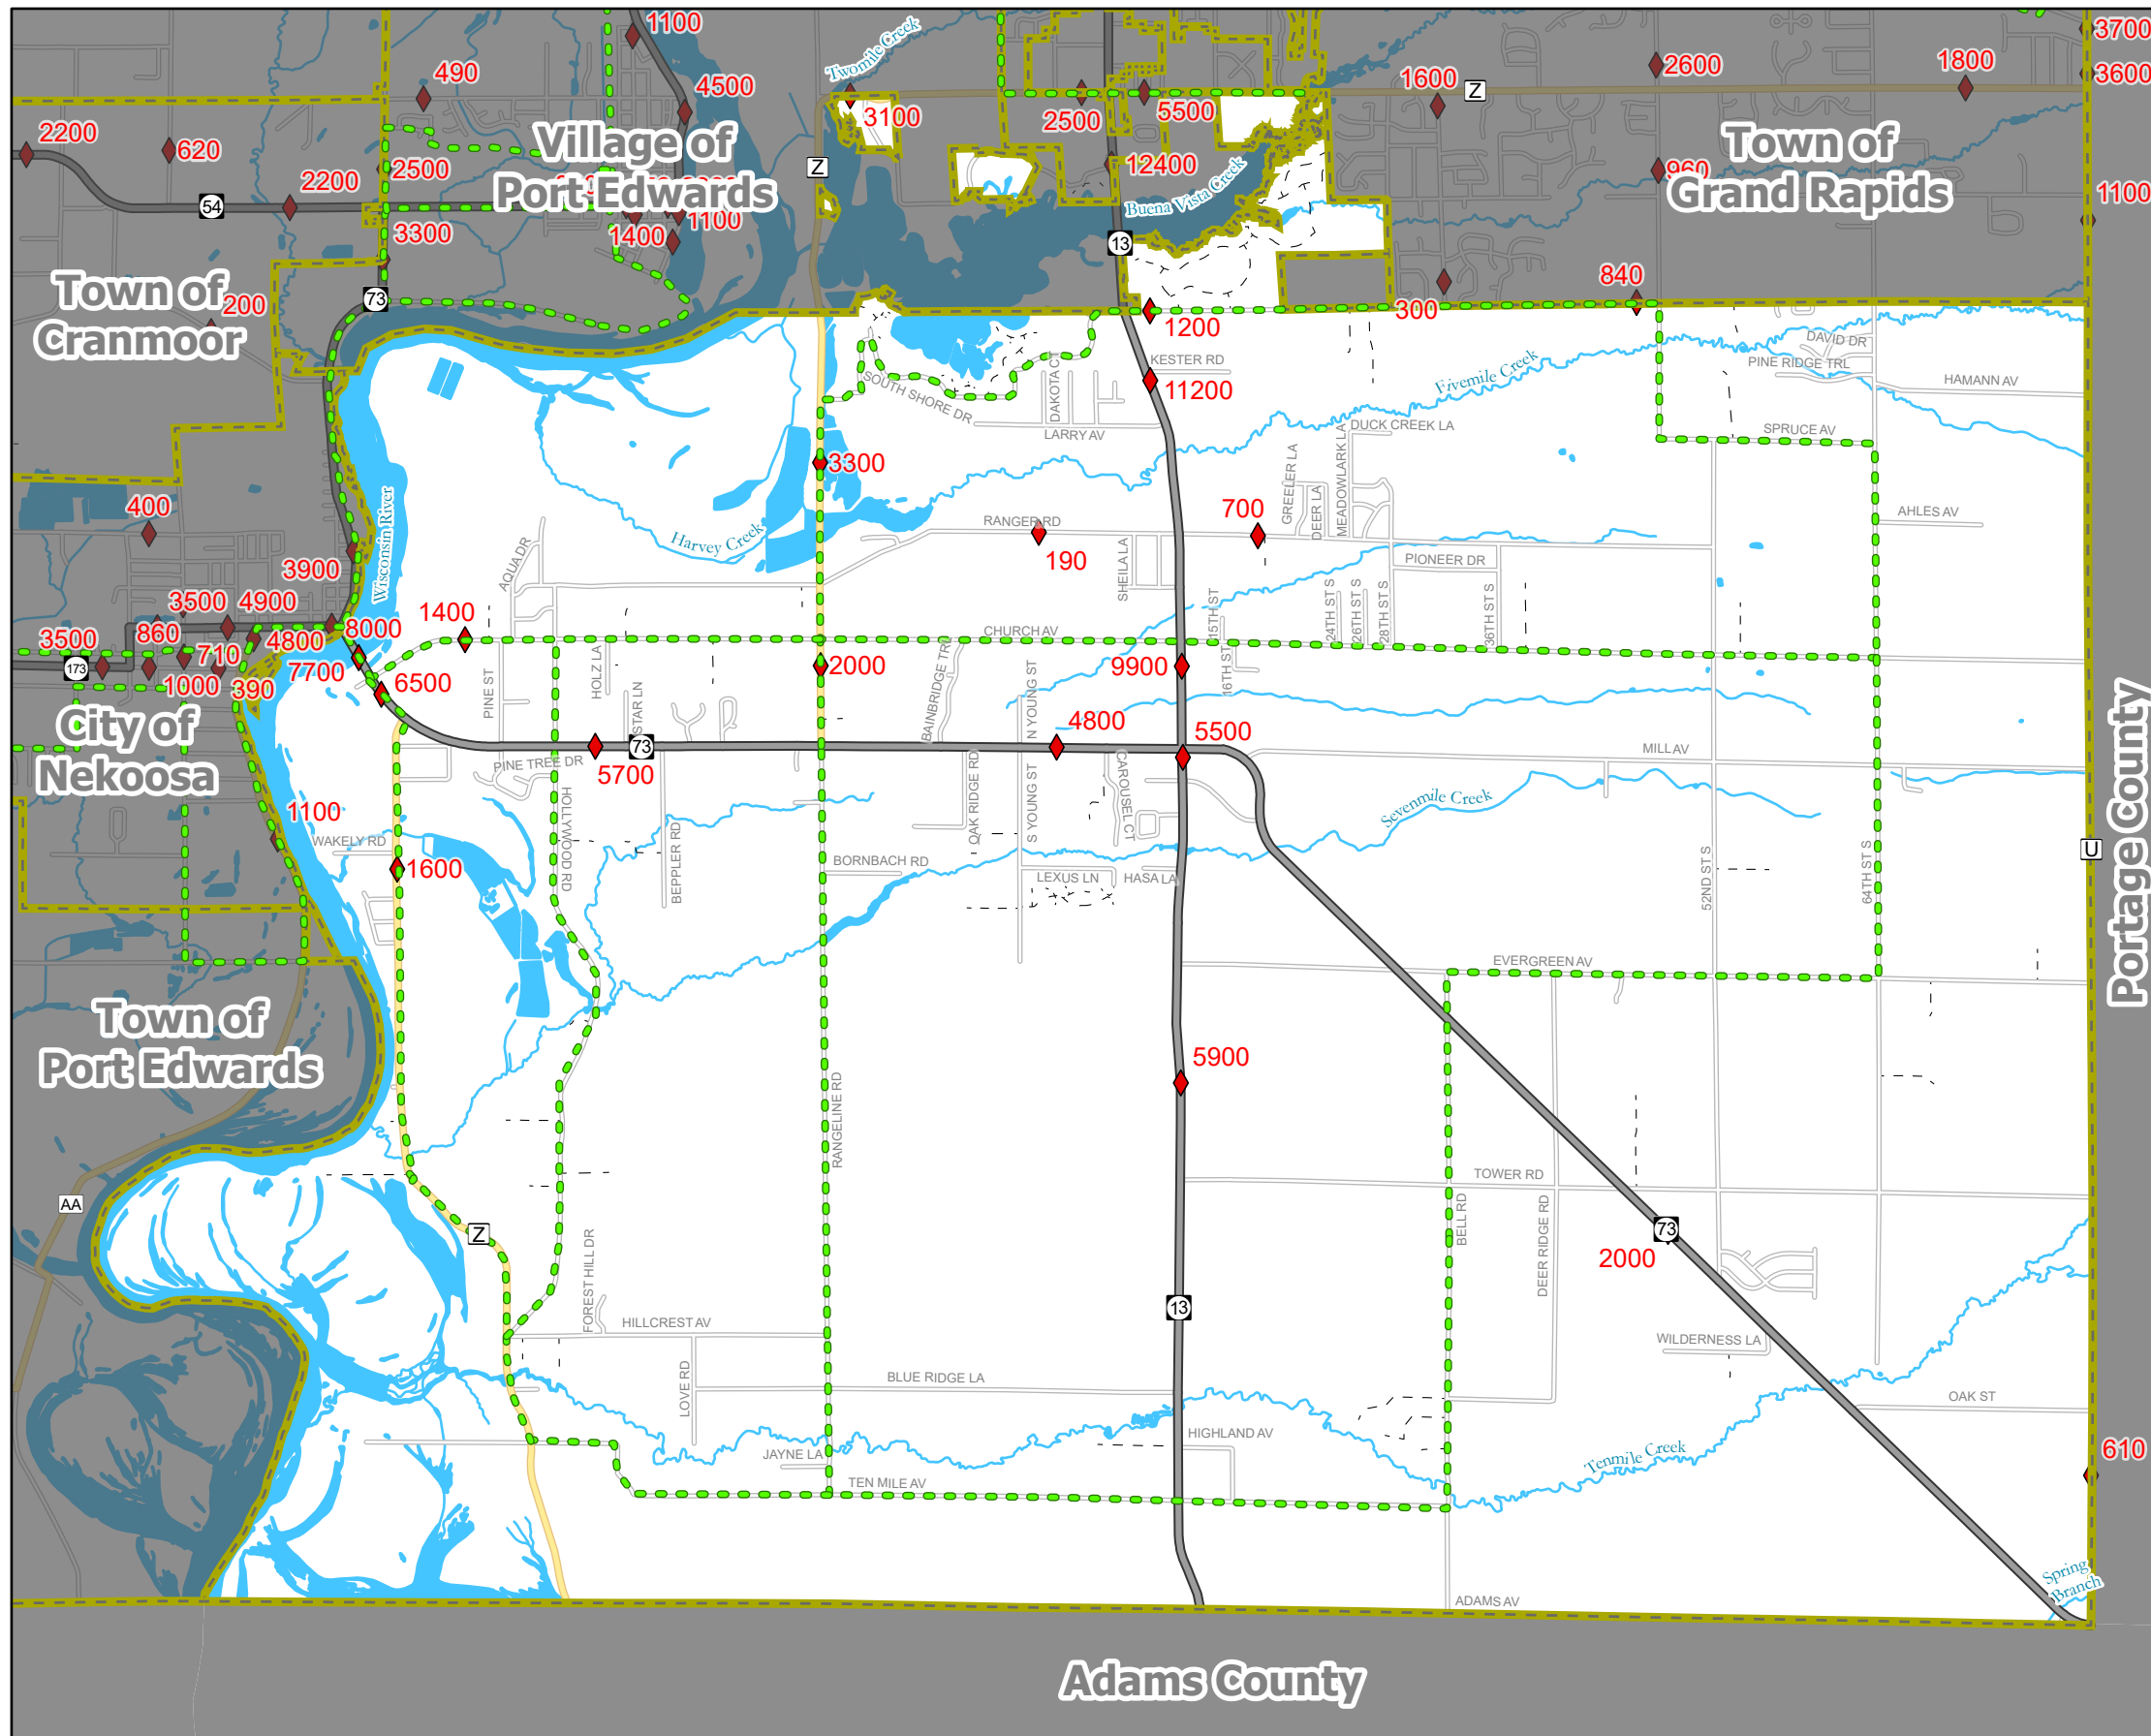 1100
3700
Twomile Creek
490
4500
2600
1800
3600
1600
Z
3100
2500
5500
2200
620
Village of
Port Edwards
Town of
Grand Rapids
12400
960
2500
Z
2200
54
Buena Vista Creek
1100
1100
3300
1400
13
Town of
Cranmoor
73
200
840
300
1200
KESTER RD
11200
DAVID DR
PINE RIDGE TRL
HAMANN AV
Fivemile Creek
SOUTH SHORE DR
DAKOTA CT
LARRY AV
DUCK CREEK LA
SPRUCE AV
3300
GREELER LA
DEER LA
MEADOWLARK LA
400
700
RANGER RD
190
AHLES AV
Harvey Creek
Wisconsin River
AQUA DR
SHEILA LA
PIONEER DR
3900
3500
4900
1400
15TH ST
24TH ST S
26TH ST S
28TH ST S
36TH ST S
3500
860
4800
8000
CHURCH AV
173
710
7700
2000
9900
16TH ST
1000
390
6500
PINE ST
HOLZ LA
STAR LN
BAINBRIDGE TRL
N YOUNG ST
City of
Nekoosa
73
4800
5500
MILL AV
PINE TREE DR
5700
OAK RIDGE RD
S YOUNG ST
CAROUSEL CT
Sevenmile Creek
1100
WAKELY RD
HOLLYWOOD RD
BEPPLER RD
1600
BORNBACH RD
LEXUS LN
HASA LA
52ND ST S
64TH ST S
U
Portage County
EVERGREEN AV
Town of
Port Edwards
5900
RANGELINE RD
TOWER RD
AA
Z
BELL RD
DEER RIDGE RD
73
2000
FOREST HILL DR
13
HILLCREST AV
WILDERNESS LA
LOVE RD
BLUE RIDGE LA
OAK ST
HIGHLAND AV
JAYNE LA
Tenmile Creek
610
TEN MILE AV
Spring
Branch
ADAMS AV
Adams County